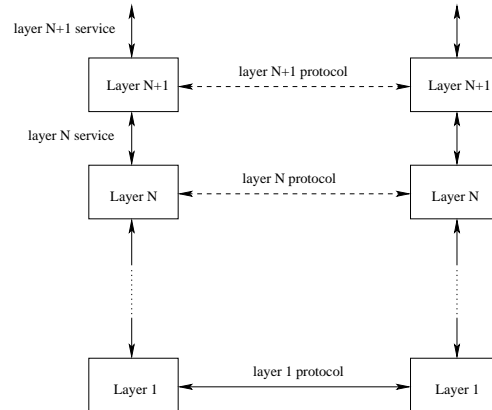 layer N+1 service
layer N+1 protocol
Layer N+1
Layer N+1
layer N service
layer N protocol
Layer N
Layer N
layer 1 protocol
Layer 1
Layer 1